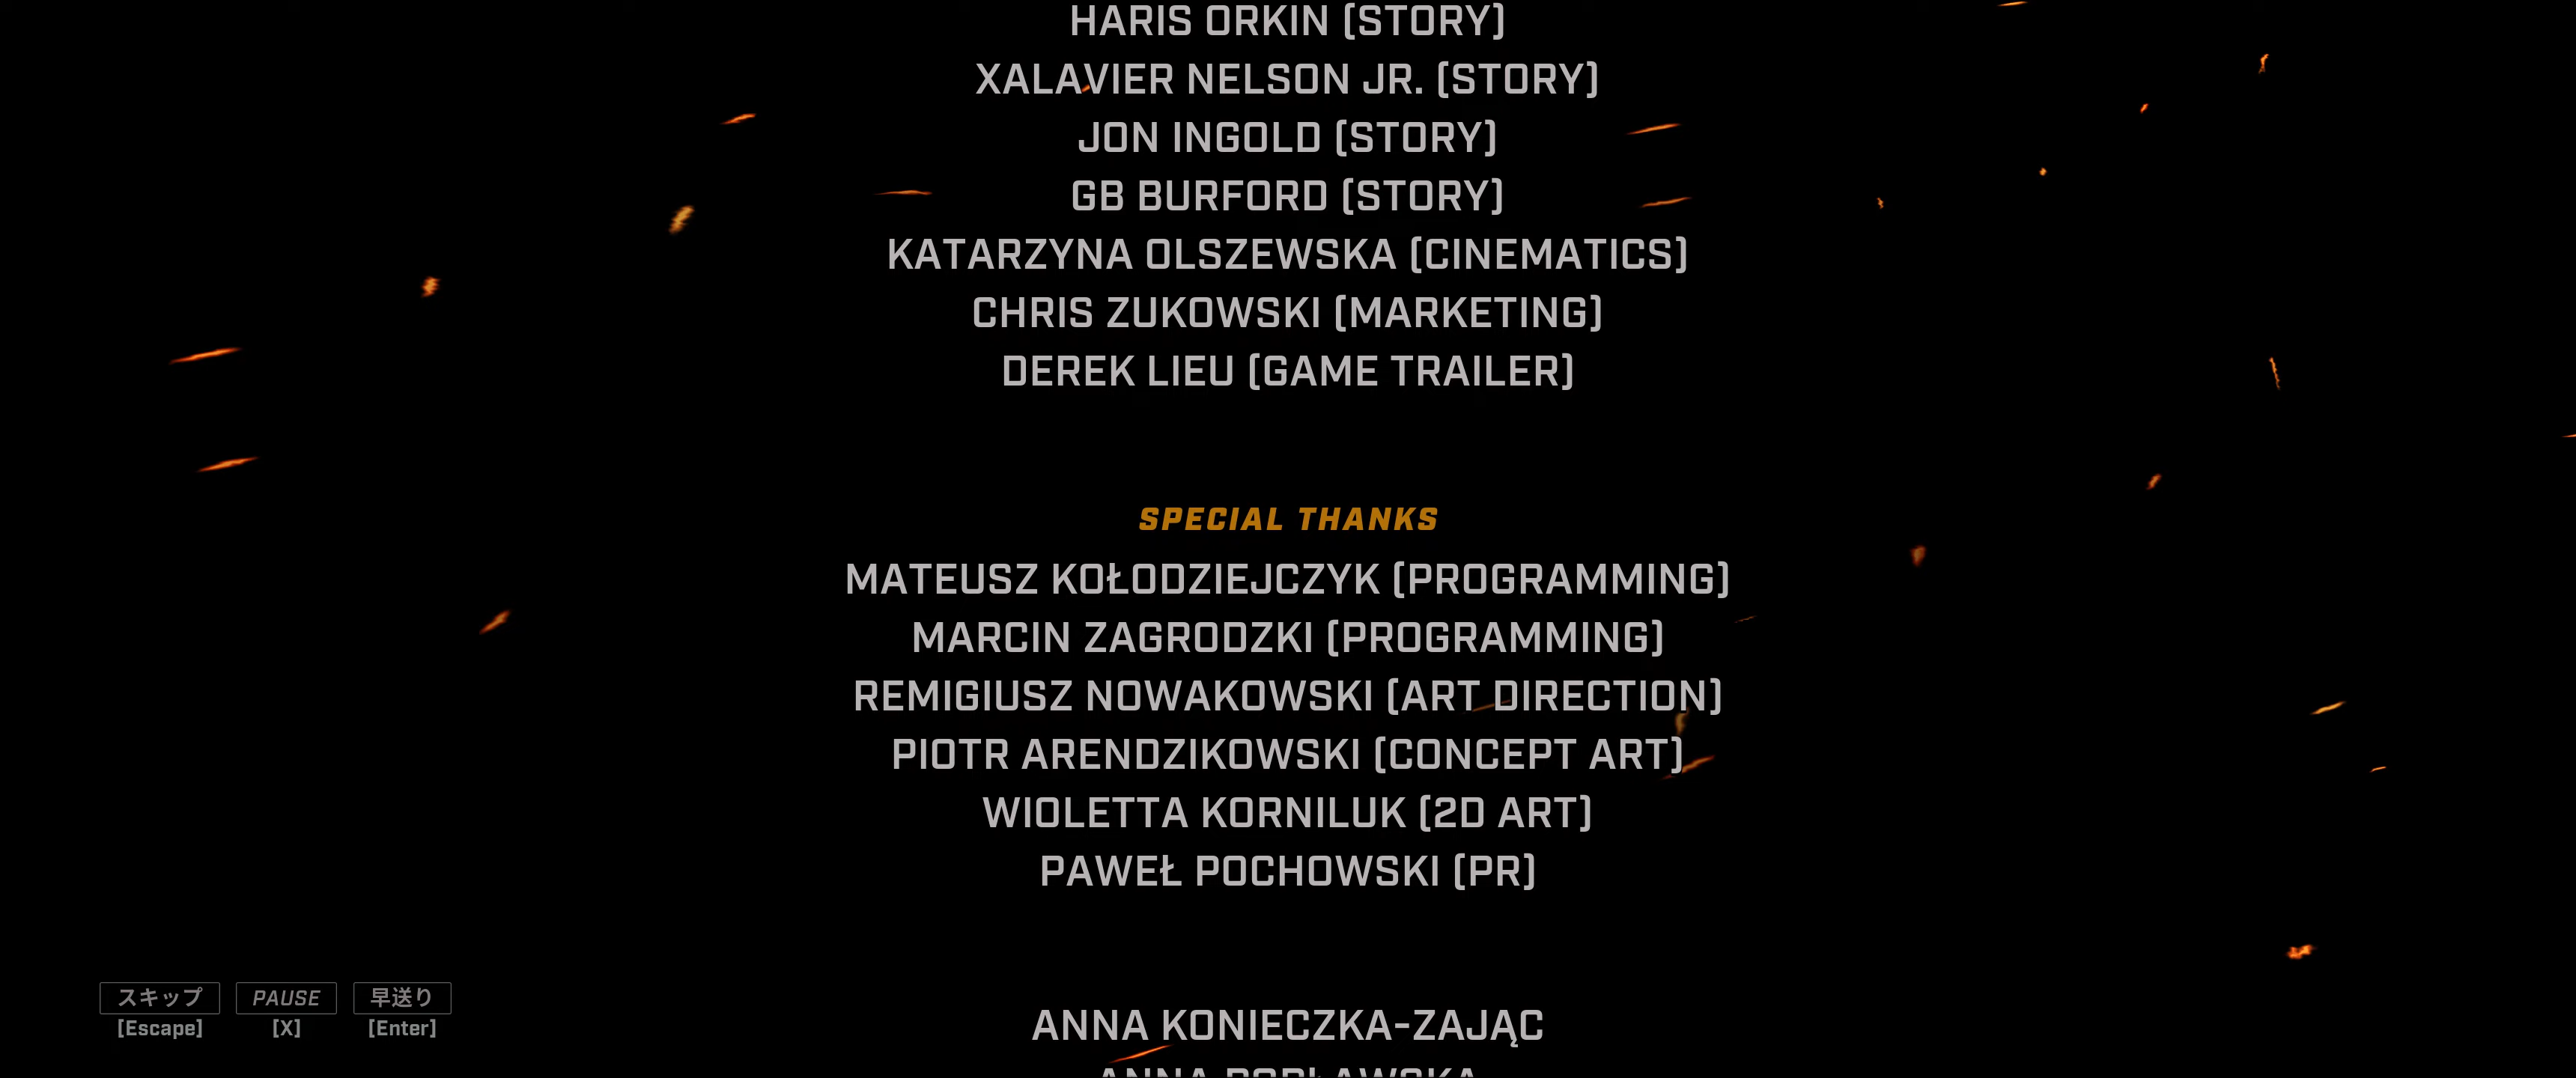 HARIS ORKIN [STORY]
XALAVIER NELSON JR. [STORY]
JON INGOLD [STORY]
GB BURFORD [STORY]
KATARZYNA OLSZEWSKA [CINEMATICS]
CHRIS ZUKOWSKI [MARKETING]
DEREK LIEU [GAME TRAILER]
SPECIAL THANKS
MATEUSZ KOŁODZIEJCZYK [PROGRAMMING]
MARCIN ZAGRODZKI [PROGRAMMING]
REMIGIUSZ NOWAKOWSKI [ART DIRECTION]
PIOTR ARENDZIKOWSKI [CONCEPT ART]
WIOLETTA KORNILUK [2D ART]
PAWEŁ POCHOWSKI [PR]
ANNA KONIECZKA-ZAJĄC
ANNA
スキップ PAUSE 早送り
[Escape] [X] [Enter]